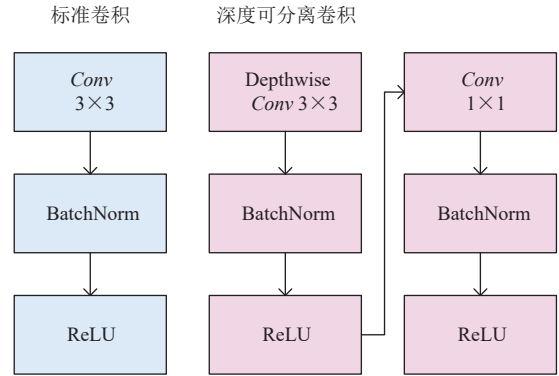 标准卷积
Conv
3×3
BatchNorm
ReLU
深度可分离卷积
Depthwise
Conv 3×3
BatchNorm
ReLU
Conv
1×1
BatchNorm
ReLU